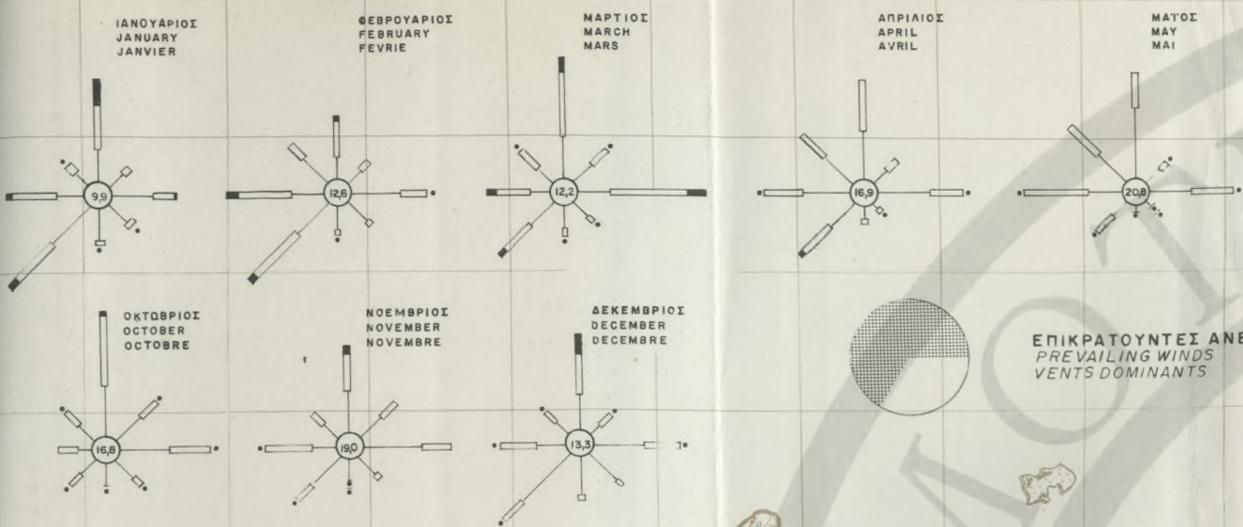 ΙΑΝΟΥΑΡΙΟΣ
JANUARY
JANVIER
9,9
ΦΕΒΡΟΥΑΡΙΟΣ
FEBRUARY
FEVRIE
12,6
ΜΑΡΤΙΟΣ
MARCH
MARS
12,2
ΑΠΡΙΛΙΟΣ
APRIL
AVRIL
16,9
ΜΑΪΟΣ
MAY
MAI
20,8
ΟΚΤΩΒΡΙΟΣ
OCTOBER
OCTOBRE
16,8
ΝΟΕΜΒΡΙΟΣ
NOVEMBER
NOVEMBRE
19,0
ΔΕΚΕΜΒΡΙΟΣ
DECEMBER
DECEMBRE
13,3
ΕΠΙΚΡΑΤΟΥΝΤΕΣ ΑΝΕ
PREVAILING WINDS
VENTS DOMINANTS